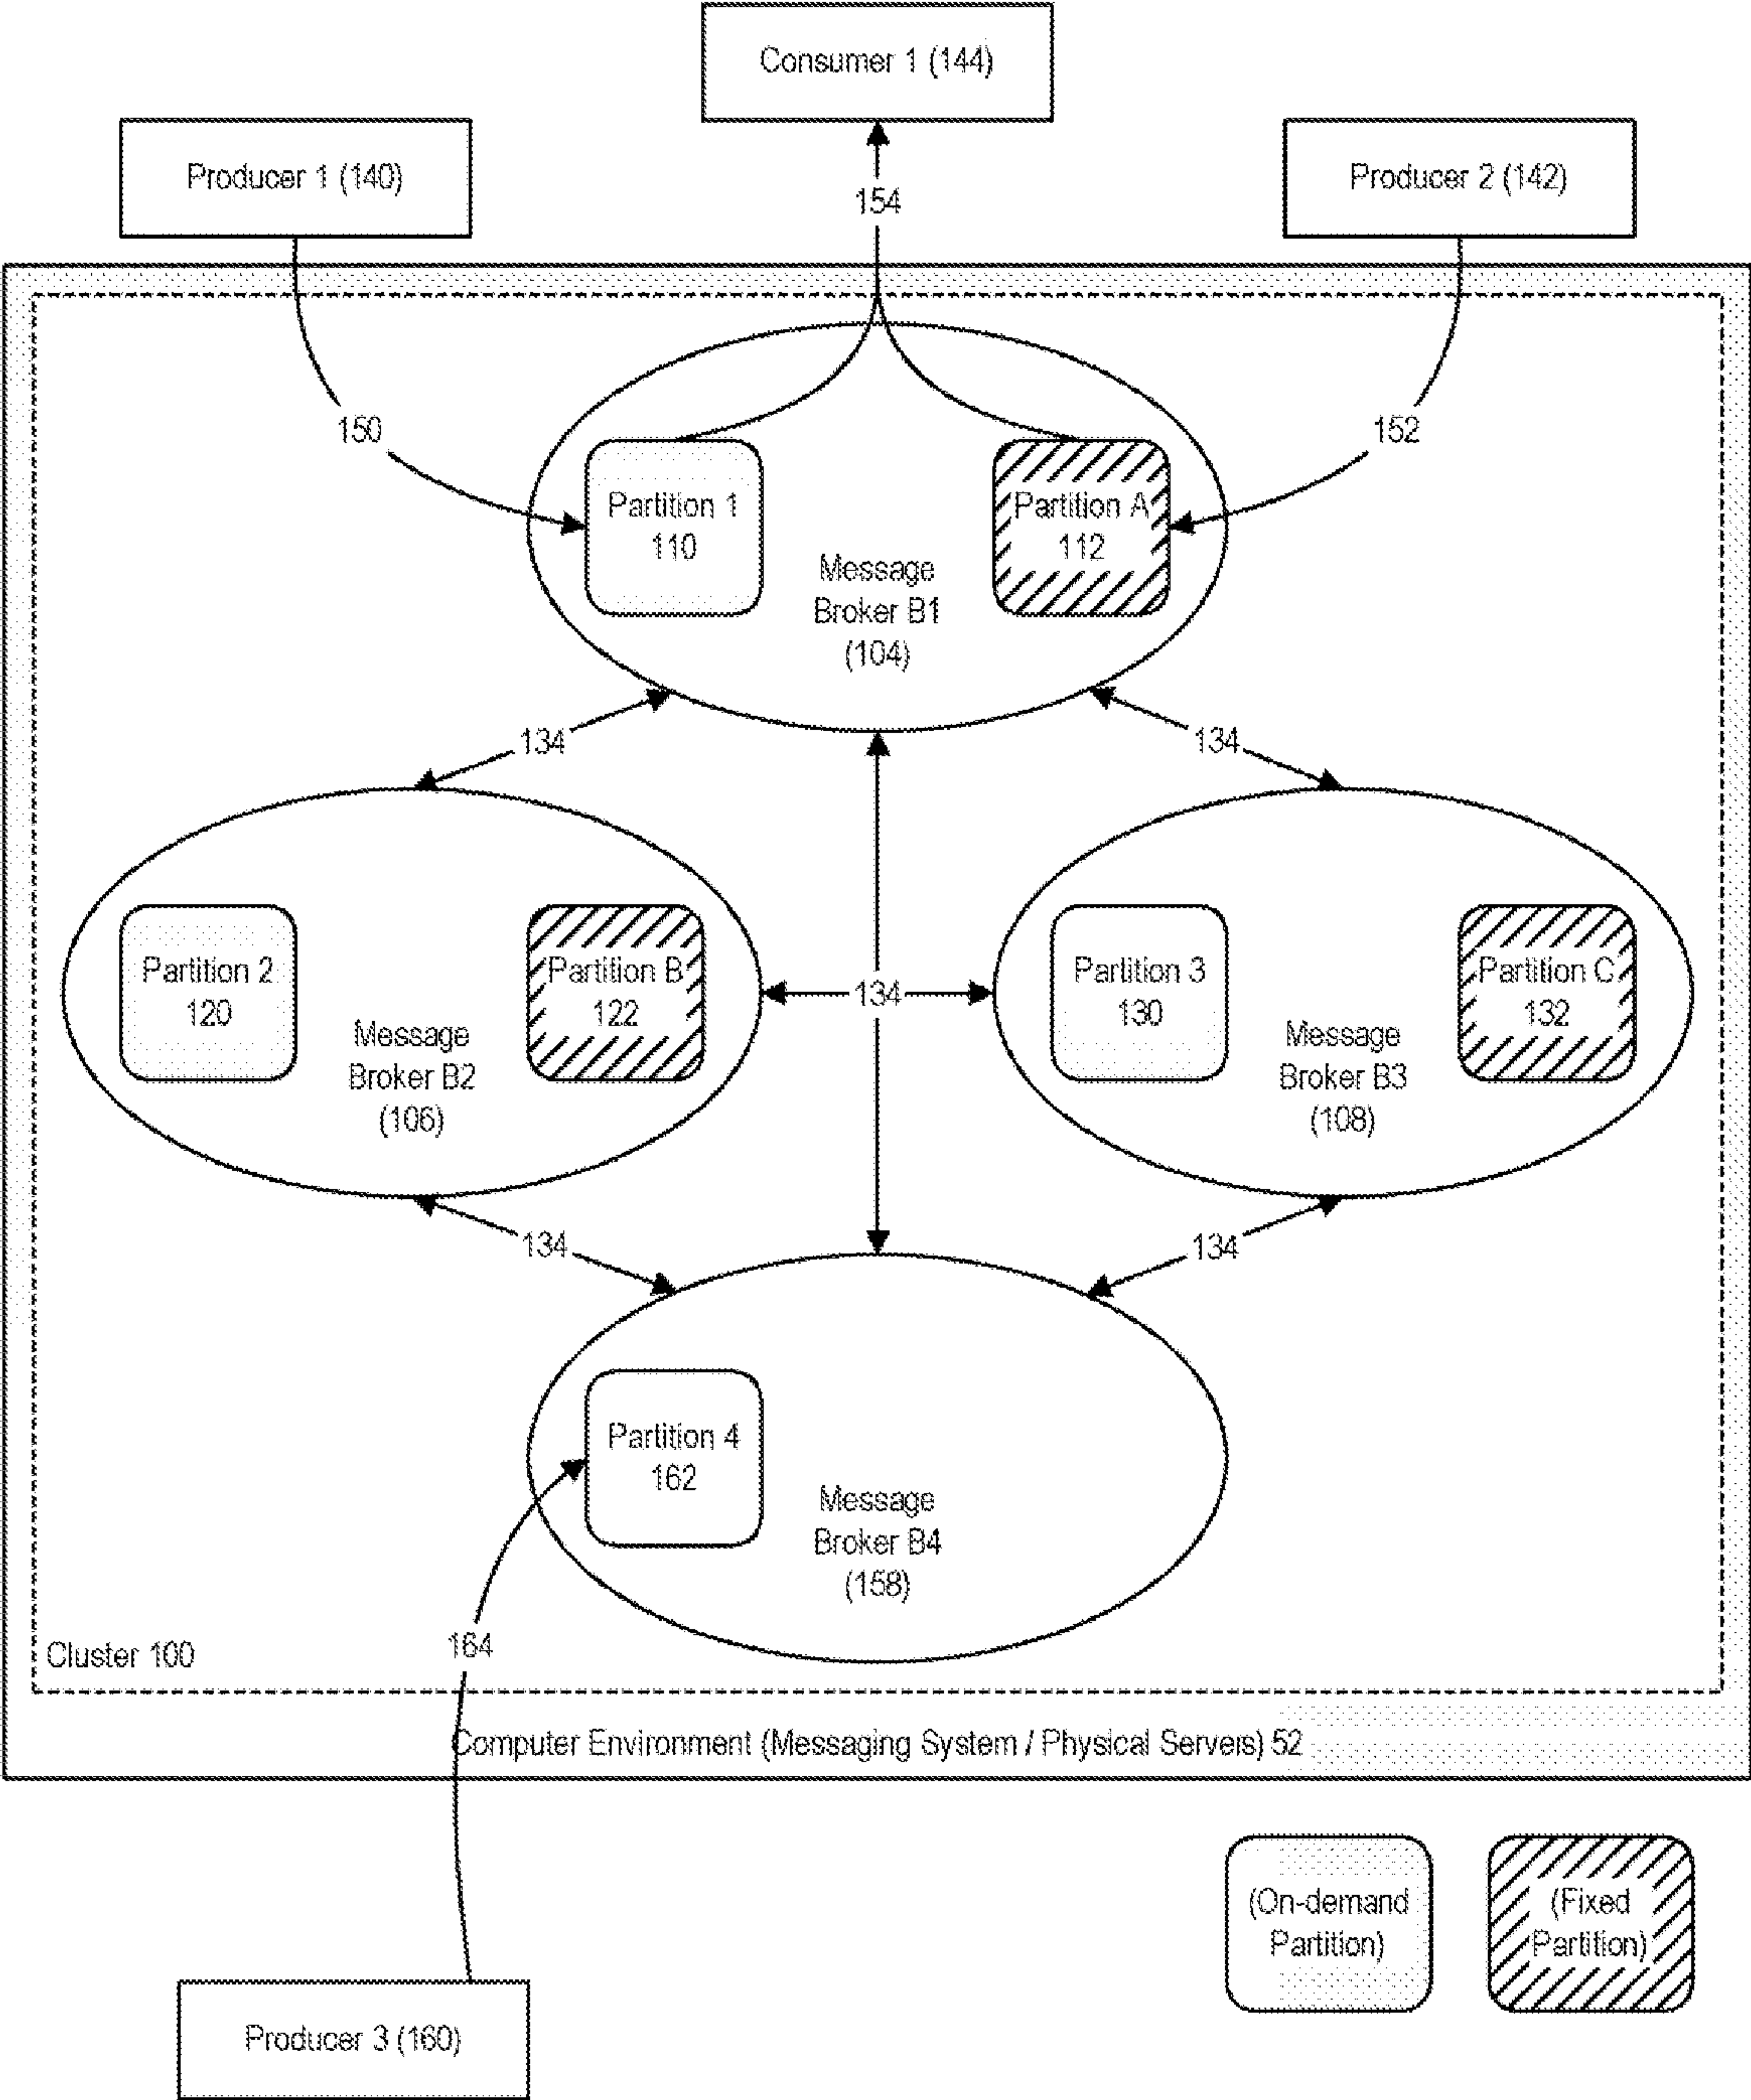 Consumer 1 (144)
Producer 1 (140)
Producer 2 (142)
154
150
152
Partition 1
110
Partition A
112
Message
Broker B1
(104)
134
134
Partition 2
120
Partition B
122
Message
Broker B2
(106)
134
Partition 3
130
Partition C
132
Message
Broker B3
(108)
134
134
Partition 4
162
Message
Broker B4
(158)
164
Cluster 100
Computer Environment (Messaging System / Physical Servers) 52
(On-demand
Partition)
(Fixed
Partition)
Producer 3 (160)